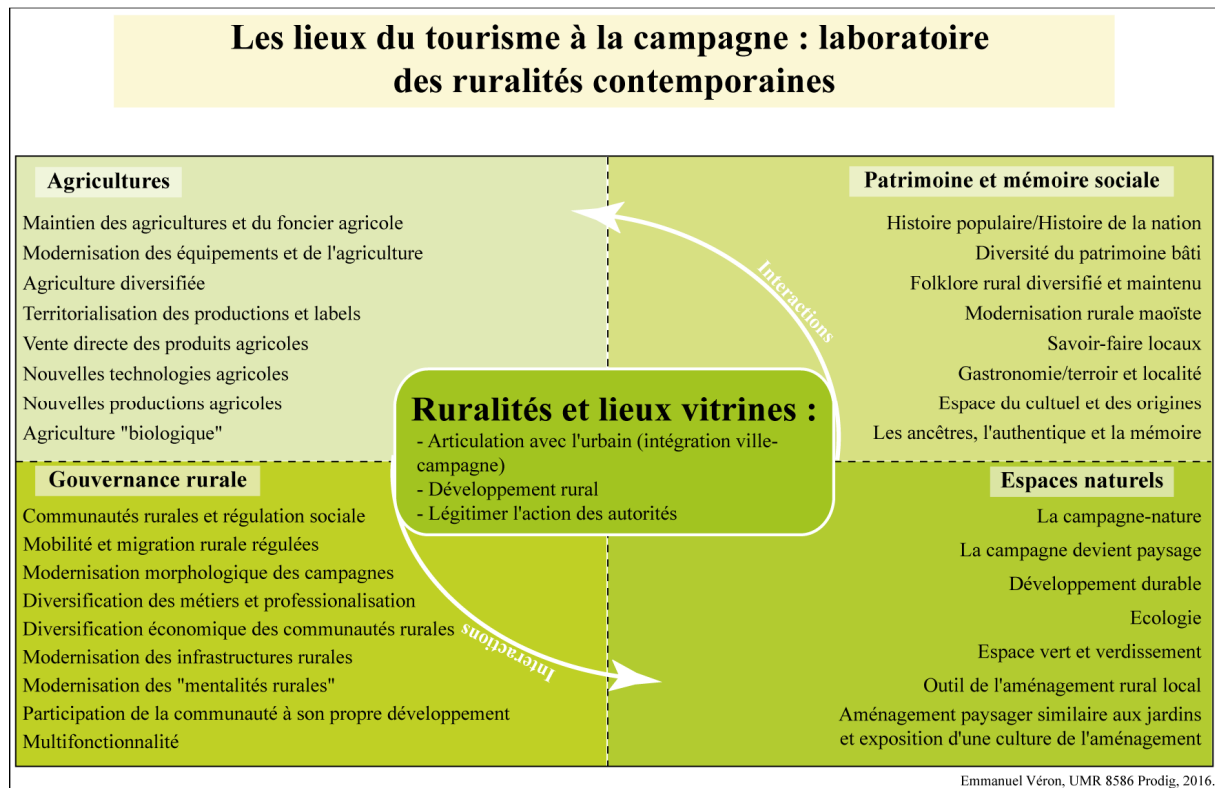 Les lieux du tourisme à la campagne : laboratoire
des ruralités contemporaines
Agricultures
Maintien des agricultures et du foncier agricole
Modernisation des équipements et de l'agriculture
Agriculture diversifiée
Territorialisation des productions et labels
Vente directe des produits agricoles
Nouvelles technologies agricoles
Nouvelles productions agricoles
Agriculture "biologique"
Patrimoine et mémoire sociale
Histoire populaire/Histoire de la nation
Diversité du patrimoine bâti
Folklore rural diversifié et maintenu
Modernisation rurale maoïste
Savoir-faire locaux
Gastronomie/terroir et localité
Espace du cultuel et des origines
Les ancêtres, l'authentique et la mémoire
Interactions
Ruralités et lieux vitrines :
- Articulation avec l'urbain (intégration ville-
campagne)
- Développement rural
- Légitimer l'action des autorités
Gouvernance rurale
Communautés rurales et régulation sociale
Mobilité et migration rurale régulées
Modernisation morphologique des campagnes
Diversification des métiers et professionalisation
Diversification économique des communautés rurales
Modernisation des infrastructures rurales
Modernisation des "mentalités rurales"
Participation de la communauté à son propre développement
Multifonctionnalité
Interactions
Espaces naturels
La campagne-nature
La campagne devient paysage
Développement durable
Ecologie
Espace vert et verdissement
Outil de l'aménagement rural local
Aménagement paysager similaire aux jardins
et exposition d'une culture de l'aménagement
Emmanuel Véron, UMR 8586 Prodig, 2016.